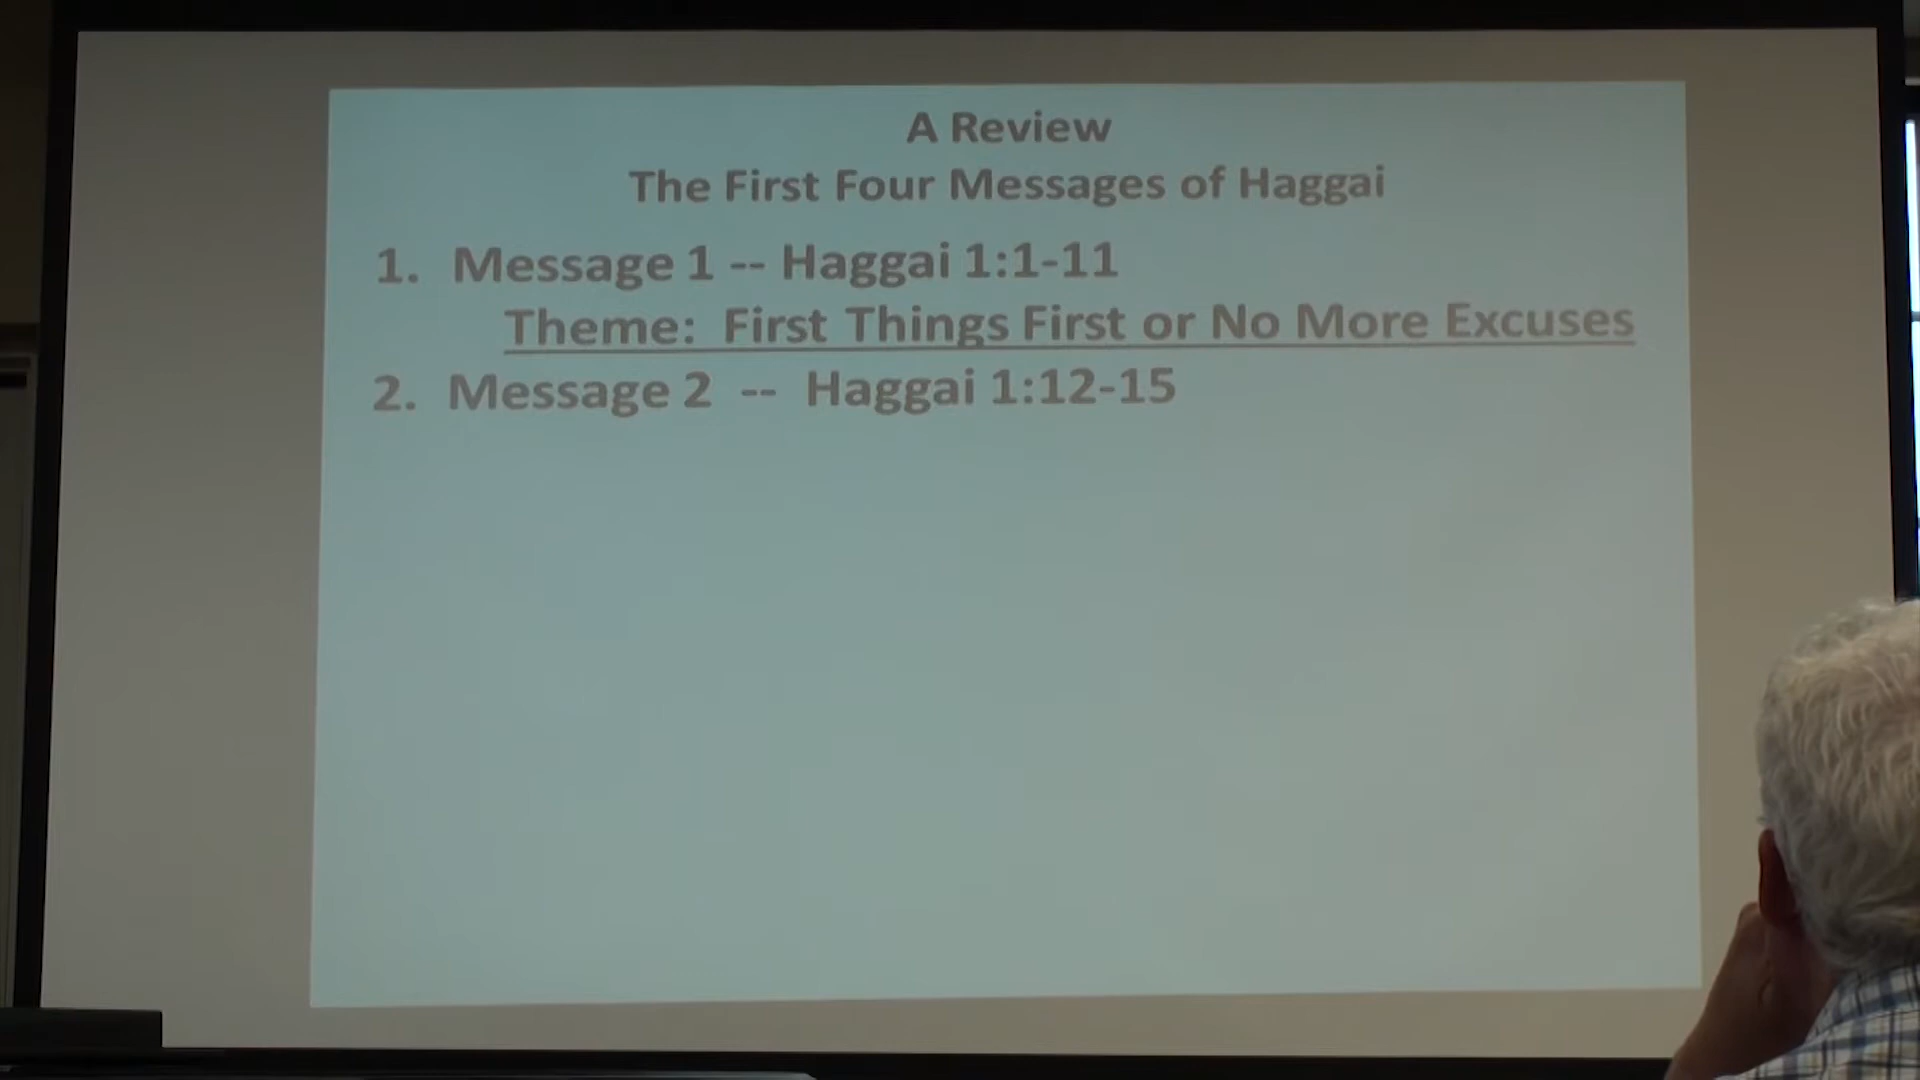 A Review
The First Four Messages of Haggai
1. Message 1 -- Haggai 1:1-11
Theme: First Things First or No More Excuses
2. Message 2 -- Haggai 1:12-15